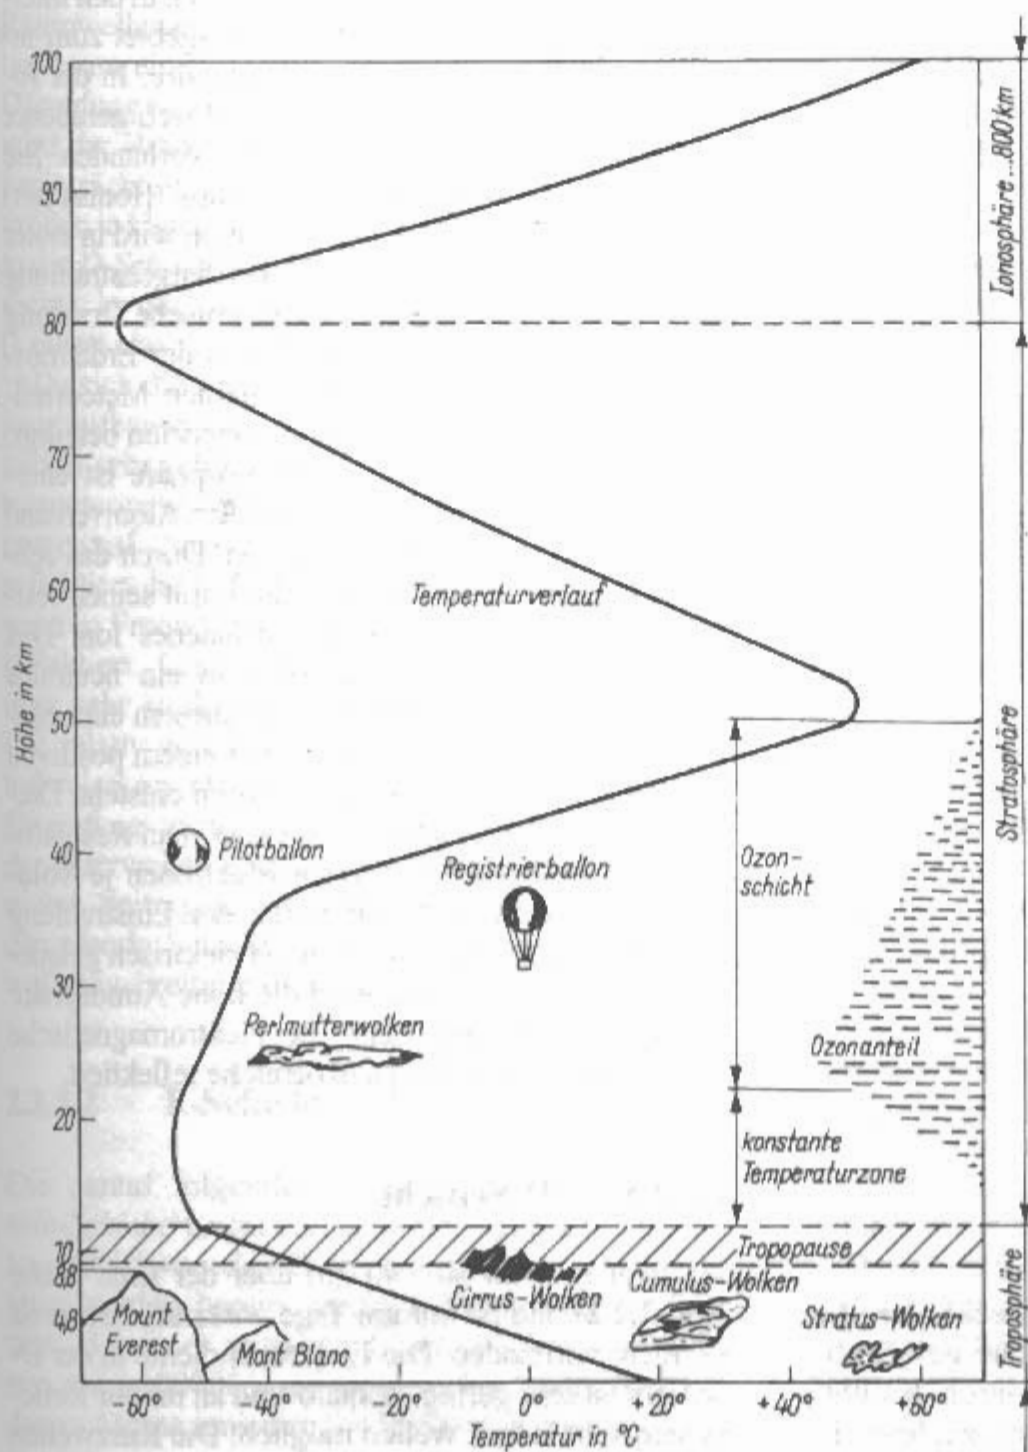 100
90
80
70
60
50
40
30
20
10
8.8
4,8
Höhe in km
Ionosphäre ...800km
Stratosphäre
Troposphäre
Temperaturverlauf
Pilotballon
Registrierballon
Ozon-
schicht
Perlmutterwolken
Ozonanteil
konstante
Temperaturzone
Tropopause
Cirrus-Wolken
Cumulus-Wolken
Stratus-Wolken
Mount
Everest
Mont Blanc
-60°
-40°
-20°
0°
+20°
+40°
+60°
Temperatur in °C